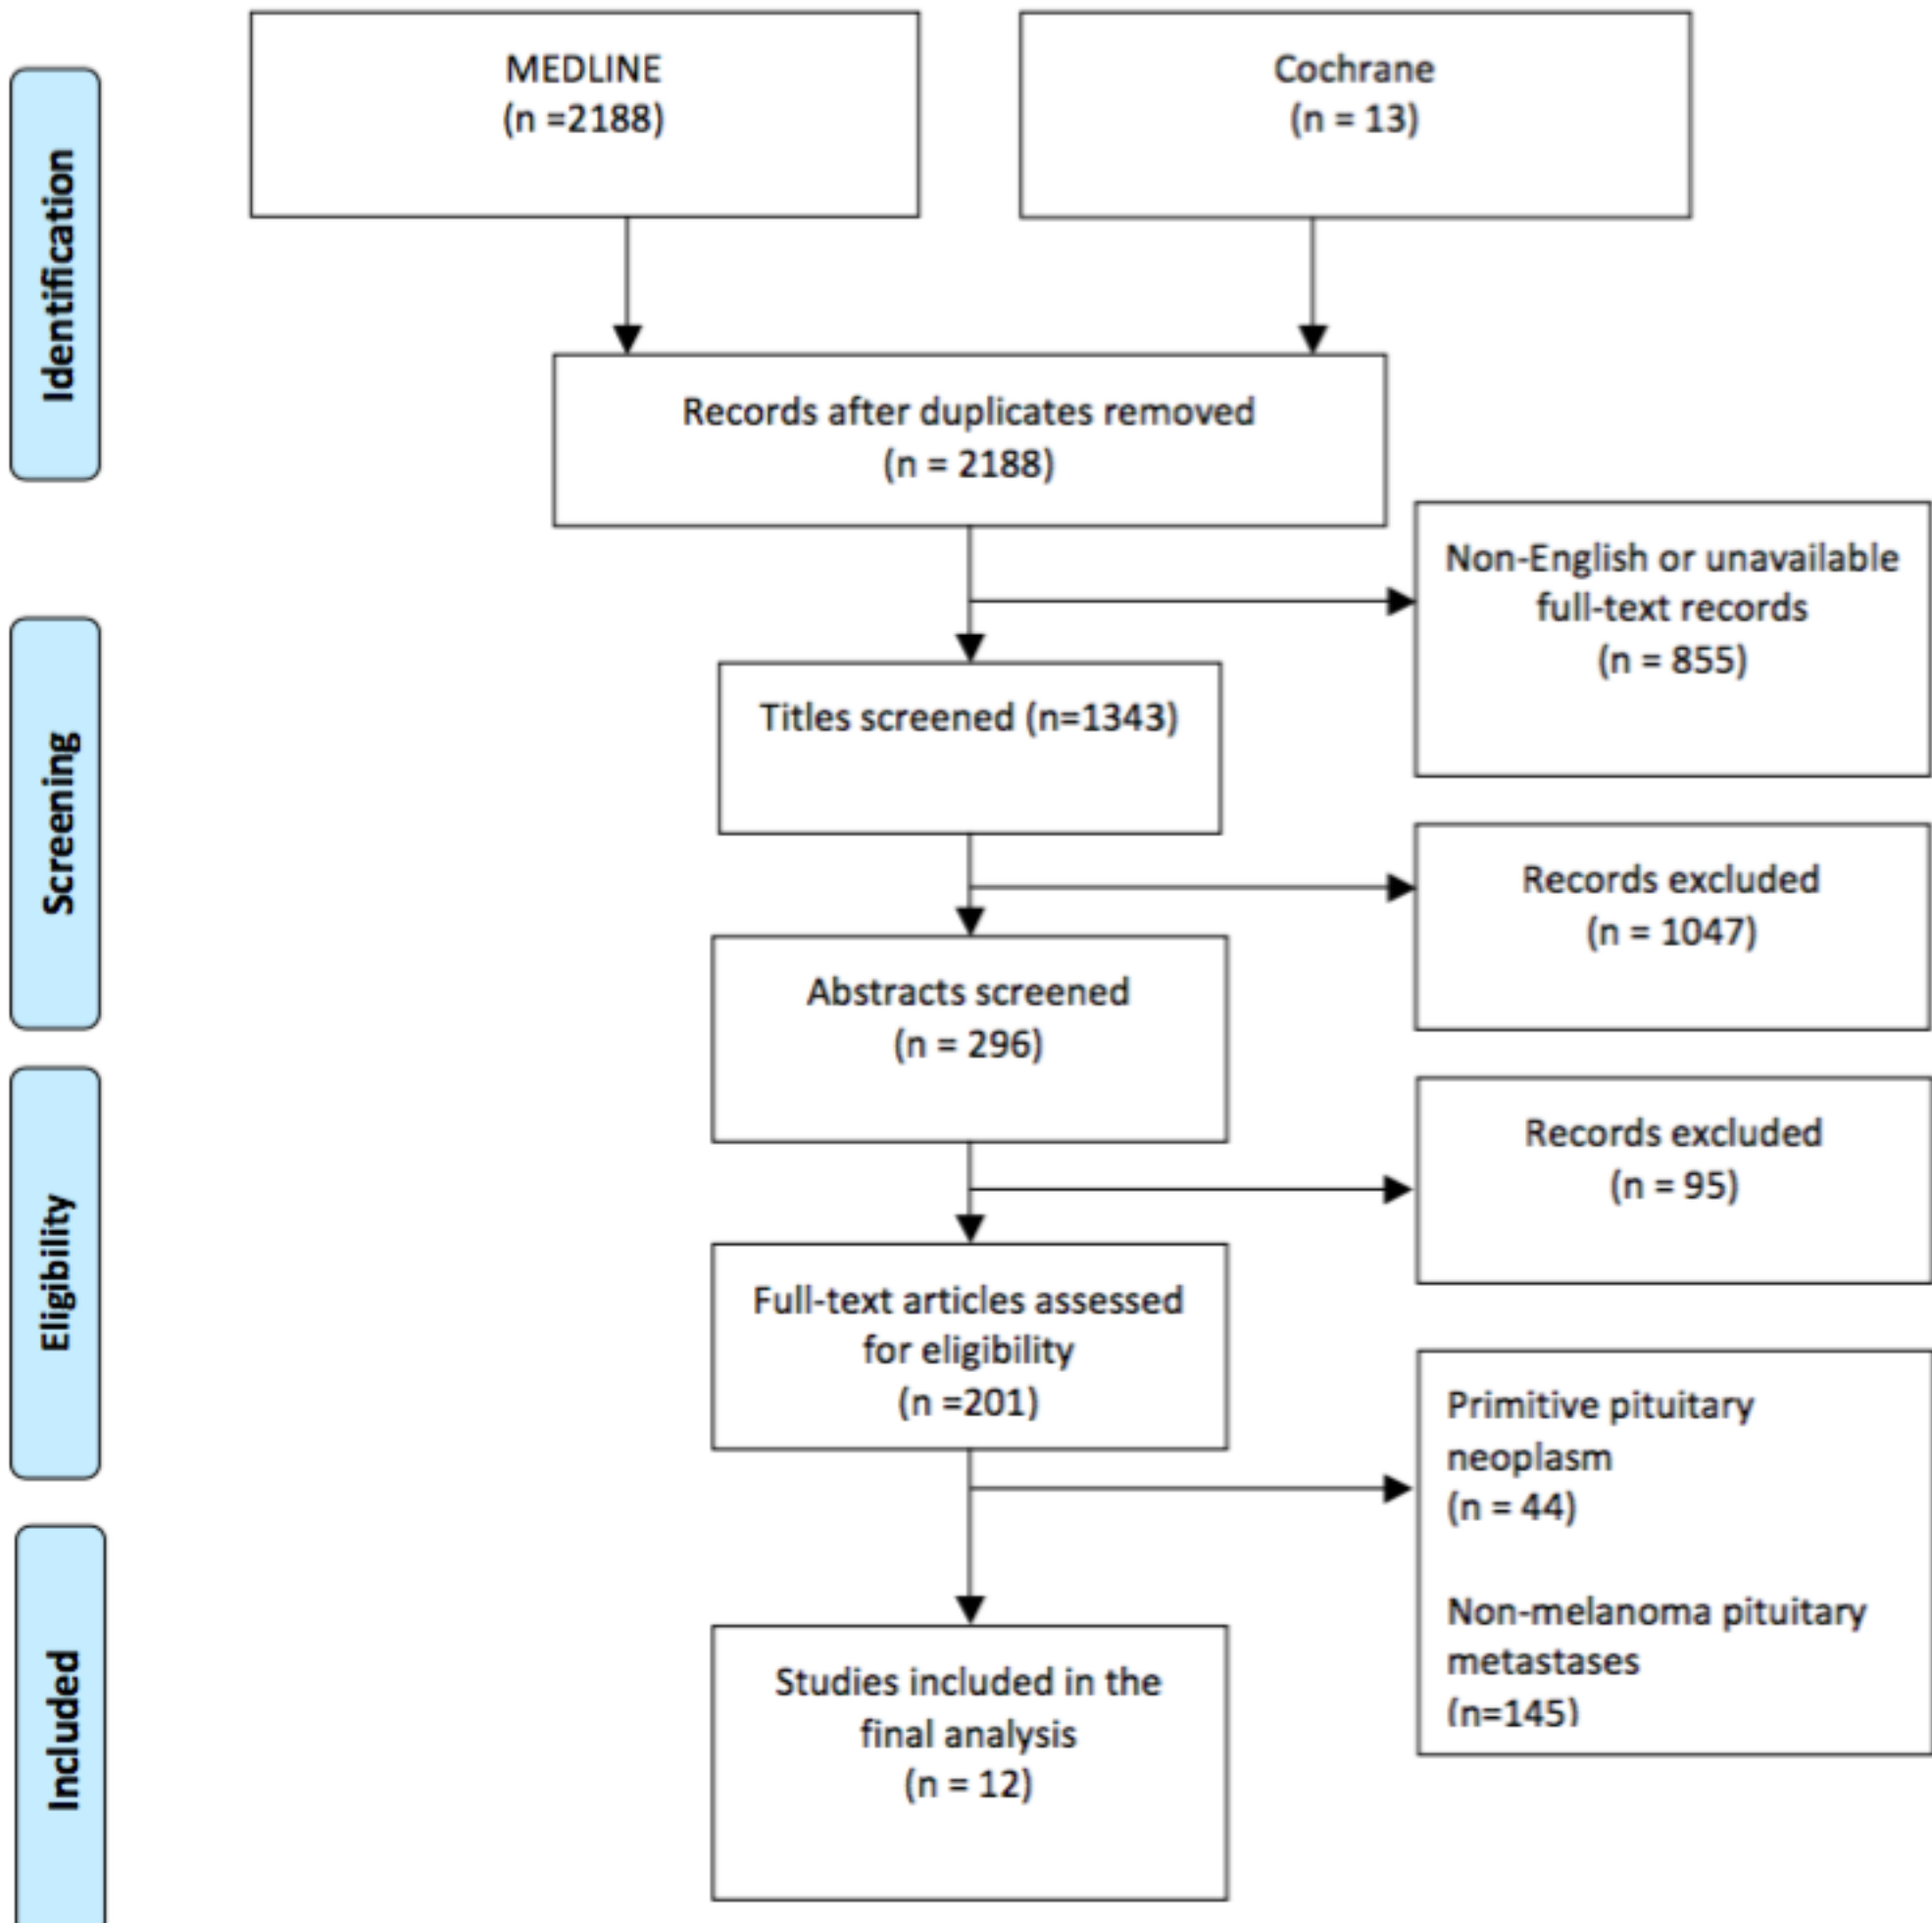 MEDLINE
(n =2188)
Cochrane
(n = 13)
Identification
Records after duplicates removed
(n = 2188)
Non-English or unavailable
full-text records
(n = 855)
Screening
Titles screened (n=1343)
Records excluded
(n = 1047)
Abstracts screened
(n = 296)
Eligibility
Records excluded
(n = 95)
Full-text articles assessed
for eligibility
(n =201)
Primitive pituitary
neoplasm
(n = 44)
Non-melanoma pituitary
metastases
(n=145)
Included
Studies included in the
final analysis
(n = 12)